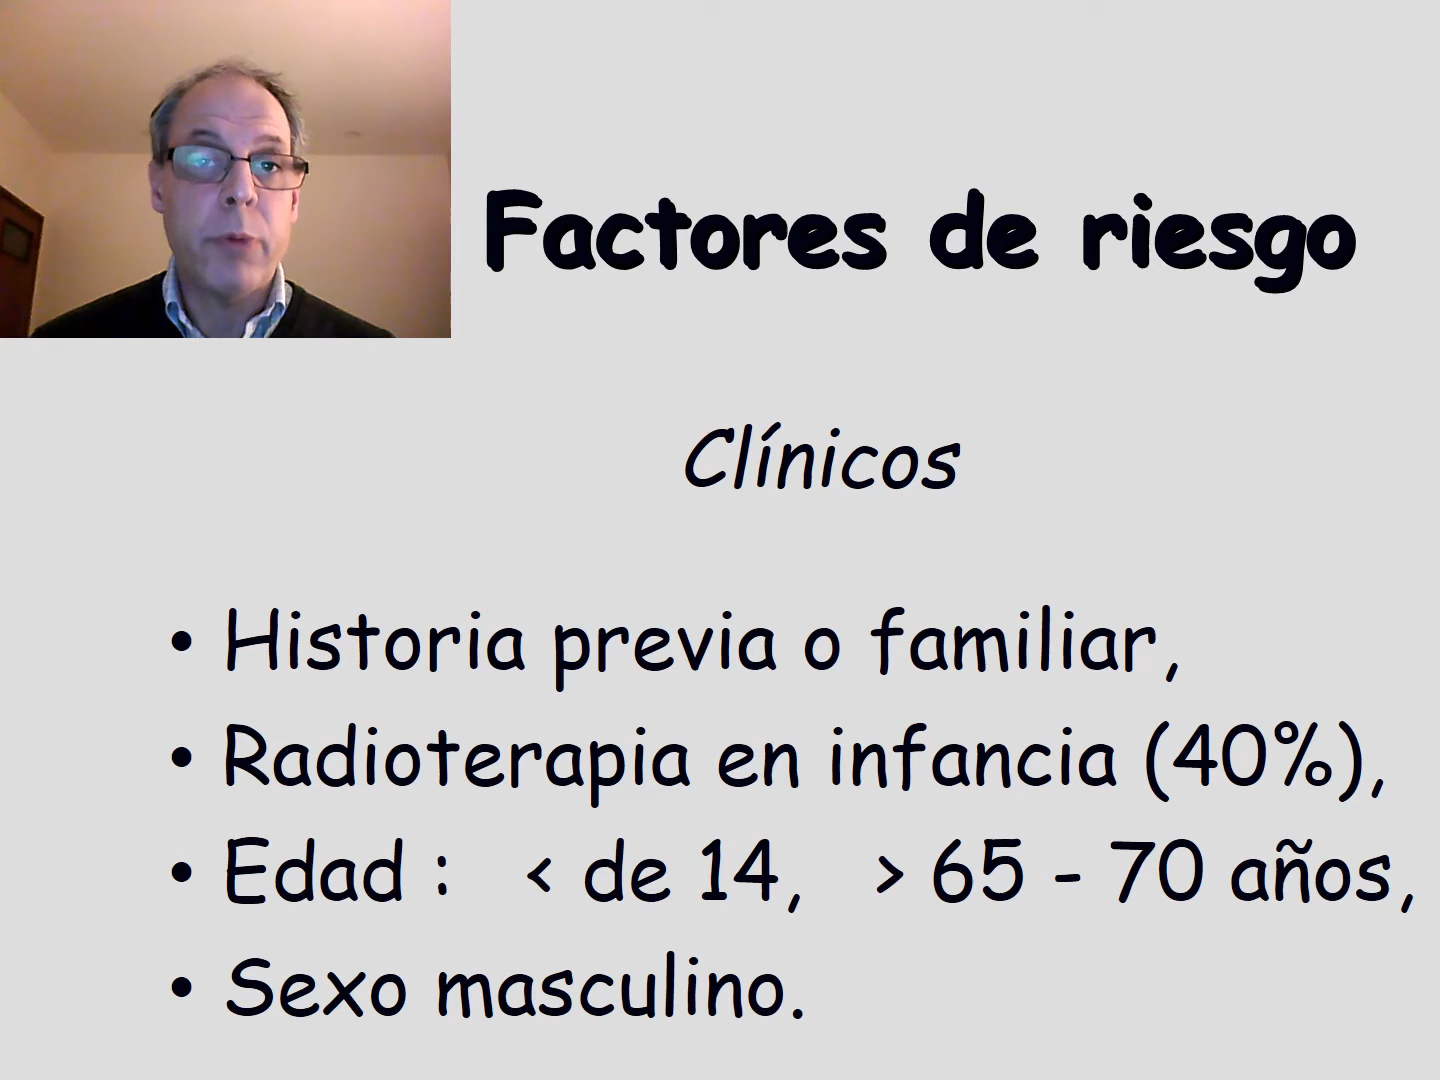 Factores de riesgo
Clínicos
• Historia previa o familiar,
• Radioterapia en infancia (40%),
• Edad : < de 14, > 65 - 70 años,
• Sexo masculino.